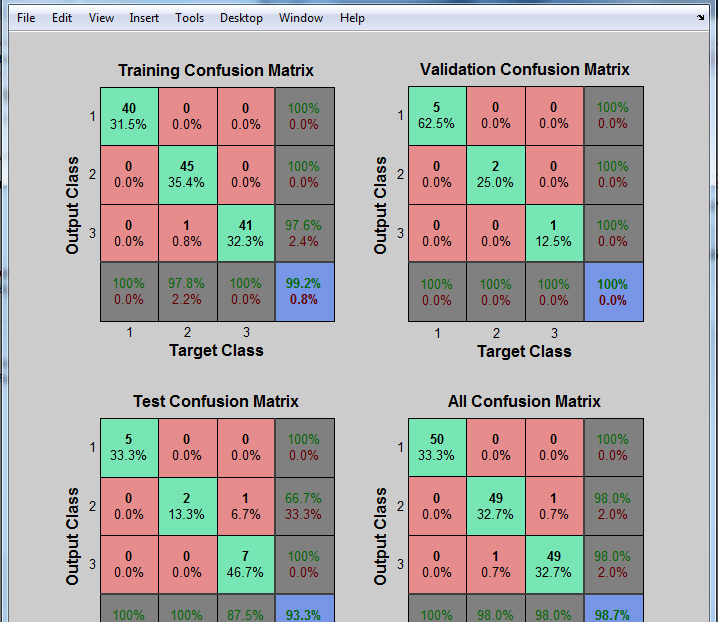 File Edit View Insert Tools Desktop Window Help
Training Confusion Matrix
Output Class
1 40 0 0 100%
31.5% 0.0% 0.0% 0.0%
2 0 45 0 100%
0.0% 35.4% 0.0% 0.0%
3 0 1 41 97.6%
0.0% 0.8% 32.3% 2.4%
100% 97.8% 100% 99.2%
0.0% 2.2% 0.0% 0.8%
1 2 3
Target Class
Validation Confusion Matrix
Output Class
1 5 0 0 100%
62.5% 0.0% 0.0% 0.0%
2 0 2 0 100%
0.0% 25.0% 0.0% 0.0%
3 0 0 1 100%
0.0% 0.0% 12.5% 0.0%
100% 100% 100% 100%
0.0% 0.0% 0.0% 0.0%
1 2 3
Target Class
Test Confusion Matrix
Output Class
1 5 0 0 100%
33.3% 0.0% 0.0% 0.0%
2 0 2 1 66.7%
0.0% 13.3% 6.7% 33.3%
3 0 0 7 100%
0.0% 0.0% 46.7% 0.0%
100% 100% 87.5% 93.3%
All Confusion Matrix
Output Class
1 50 0 0 100%
33.3% 0.0% 0.0% 0.0%
2 0 49 1 98.0%
0.0% 32.7% 0.7% 2.0%
3 0 1 49 98.0%
0.0% 0.7% 32.7% 2.0%
100% 98.0% 98.0% 98.7%